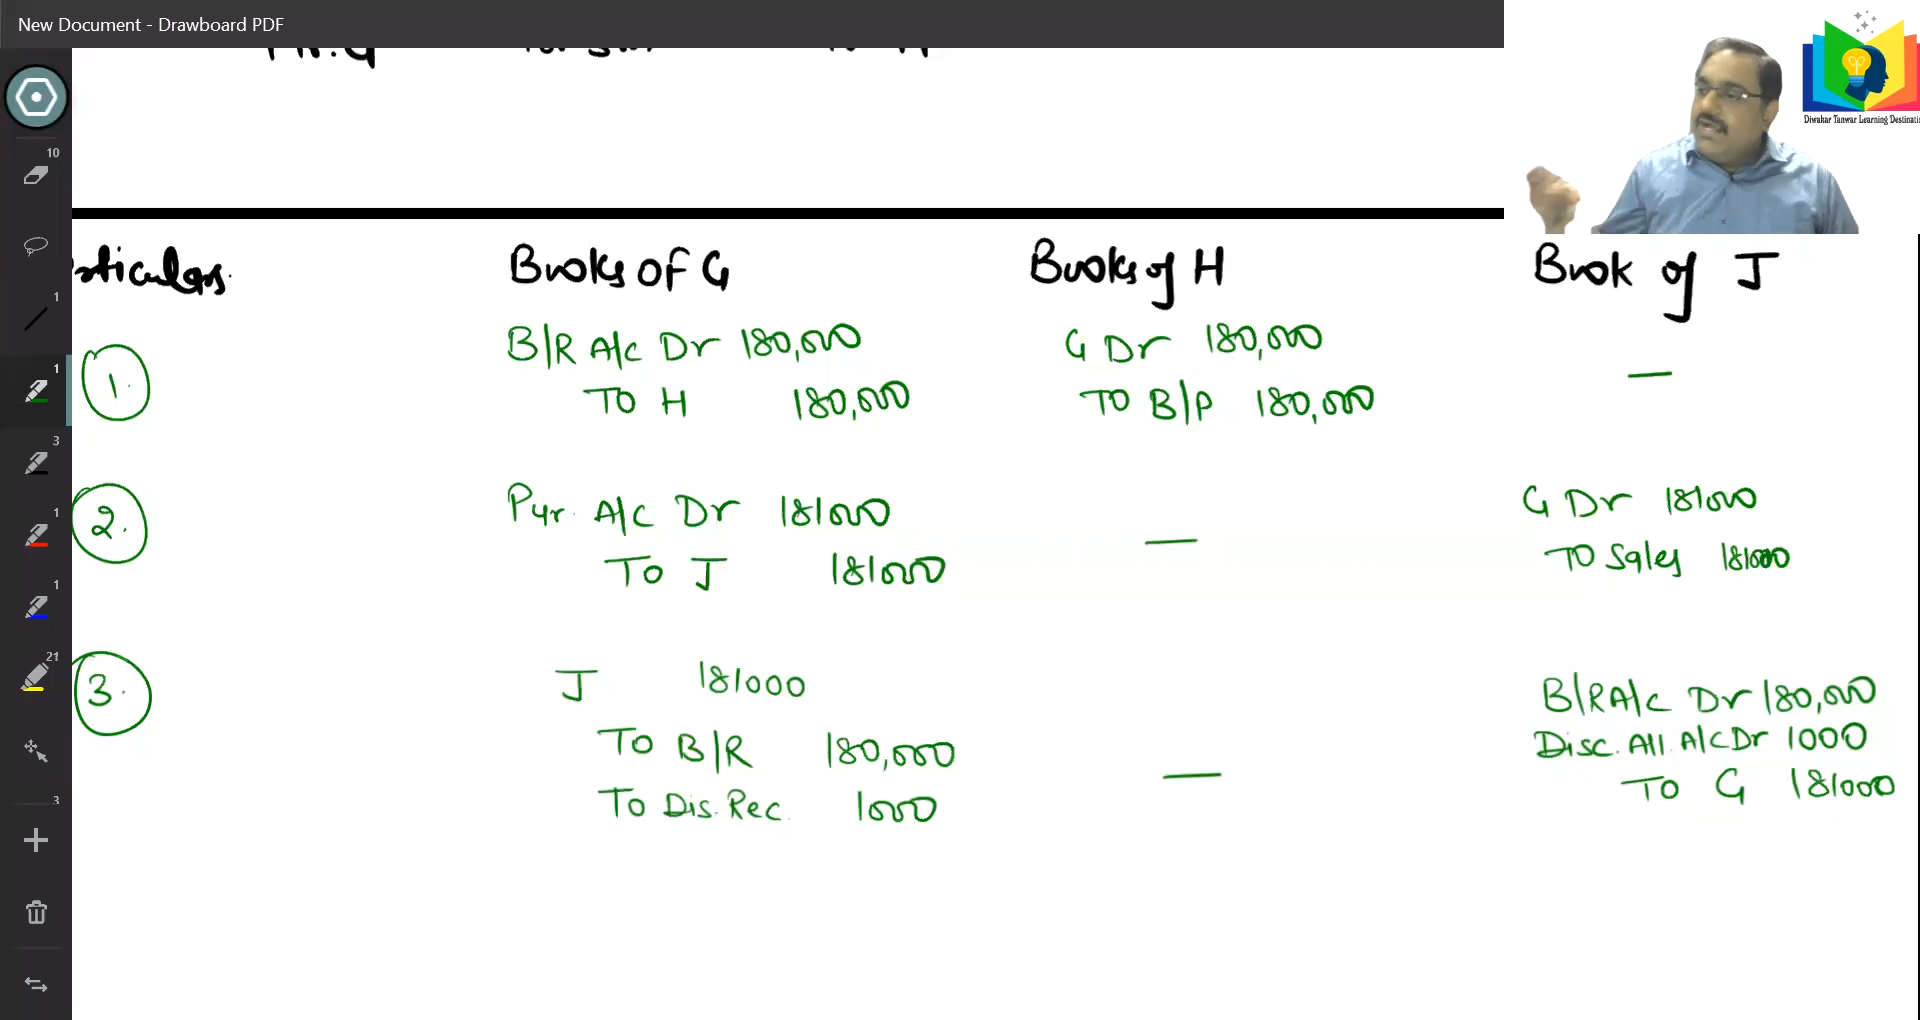 New Document - Drawboard PDF
Diwakar Tanwar Learning Destinati
rticulars.
Books of G
Books of H
Book of J
1.
B/R A/c Dr 180,000
To H 180,000
G Dr 180,000
To B/P 180,000
—
2.
Pur. A/c Dr 181000
To J 181000
—
G Dr 181000
To Sales 181000
3.
J 181000
To B/R 180,000
To Dis. Rec. 1000
—
B/R A/c Dr 180,000
Disc. All. A/c Dr 1000
To G 181000
10
1
1
3
1
1
21
3